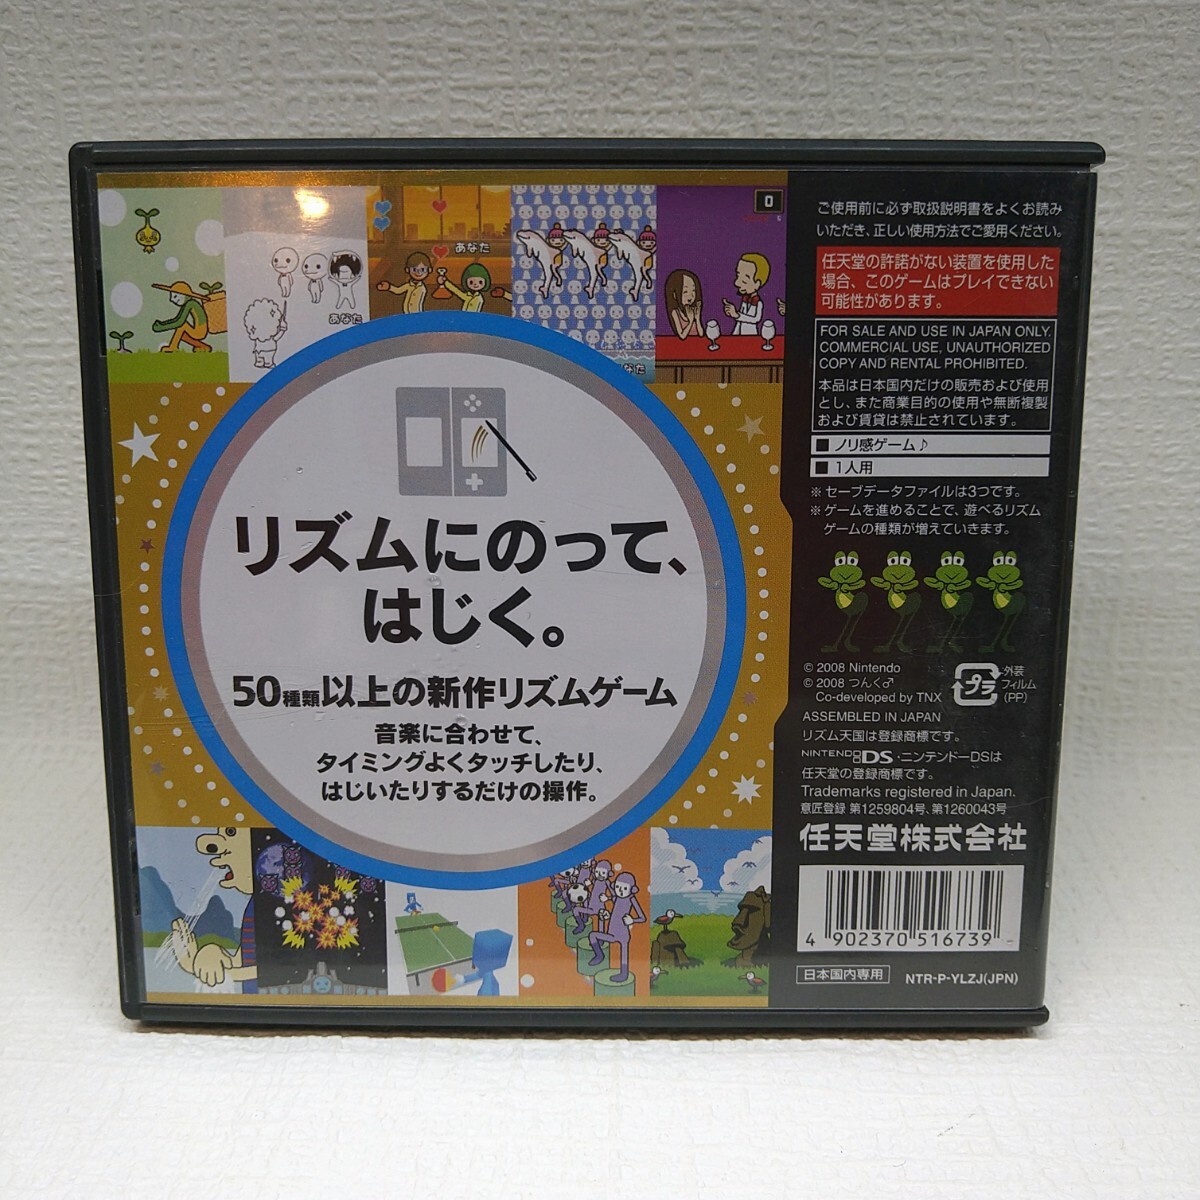 あなた
あなた
0
リズムにのって、
はじく。
50種類以上の新作リズムゲーム
音楽に合わせて、
タイミングよくタッチしたり、
はじいたりするだけの操作。
ご使用前に必ず取扱説明書をよくお読み
いただき、正しい使用方法でご愛用ください。
任天堂の許諾がない装置を使用した
場合、このゲームはプレイできない
可能性があります。
FOR SALE AND USE IN JAPAN ONLY.
COMMERCIAL USE, UNAUTHORIZED
COPY AND RENTAL PROHIBITED.
本品は日本国内だけの販売および使用
とし、また商業目的の使用や無断複製
および賃貸は禁止されています。
■ ノリ感ゲーム♪
■ 1人用
※ セーブデータファイルは3つです。
※ ゲームを進めることで、遊べるリズム
ゲームの種類が増えていきます。
© 2008 Nintendo
© 2008 つんく♂
Co-developed by TNX
プラ
外装
フィルム
(PP)
ASSEMBLED IN JAPAN
リズム天国は登録商標です。
NINTENDO DS・ニンテンドーDSは
任天堂の登録商標です。
Trademarks registered in Japan.
意匠登録 第1259804号、第1260043号
任天堂株式会社
4 902370 516739
日本国内専用
NTR-P-YLZJ(JPN)